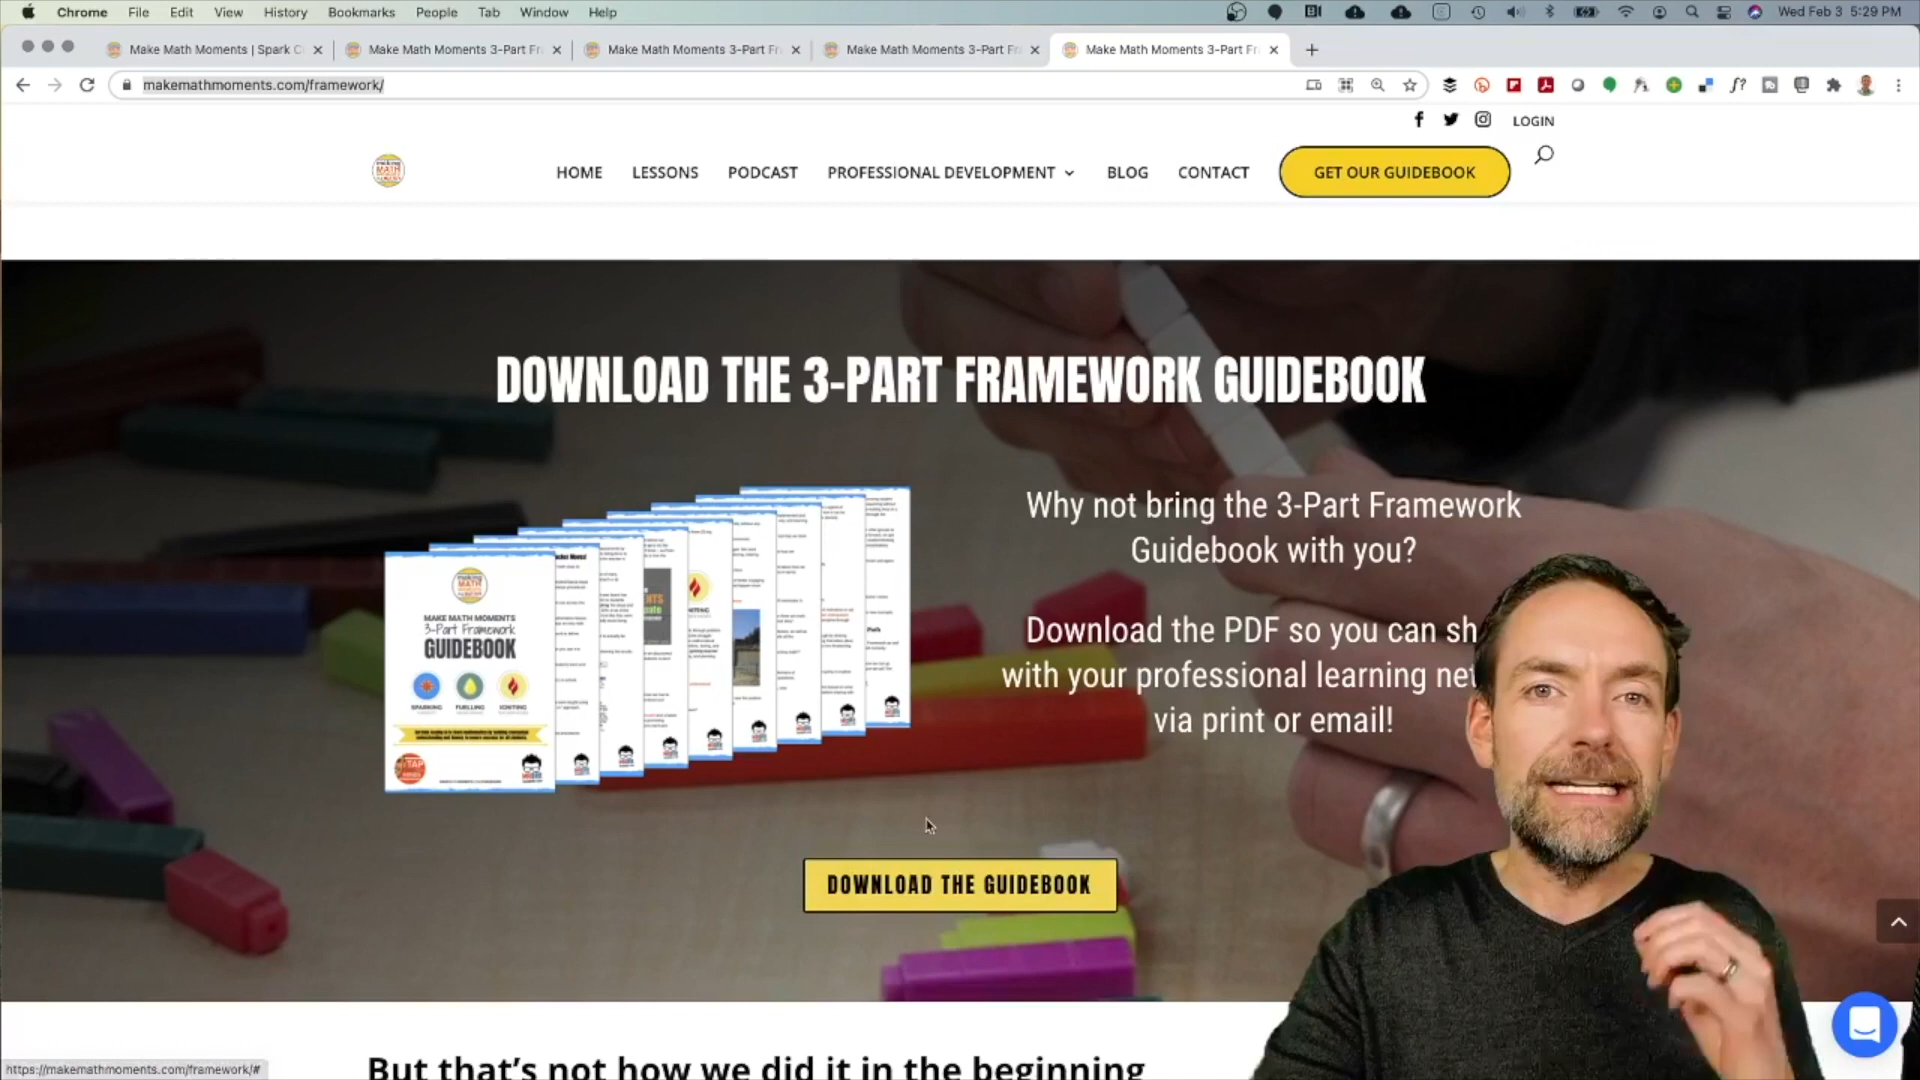 Chrome File Edit View History Bookmarks People Tab Window Help
Wed Feb 3 5:29 PM
Make Math Moments | Spark C
Make Math Moments 3-Part Fr
Make Math Moments 3-Part Fr
Make Math Moments 3-Part Fr
Make Math Moments 3-Part Fr
makemathmoments.com/framework/
LOGIN
HOME LESSONS PODCAST PROFESSIONAL DEVELOPMENT BLOG CONTACT GET OUR GUIDEBOOK
DOWNLOAD THE 3-PART FRAMEWORK GUIDEBOOK
Why not bring the 3-Part Framework
Guidebook with you?
Download the PDF so you can sh
with your professional learning net
via print or email!
MAKE MATH MOMENTS
3-Part Framework
GUIDEBOOK
SPARKING FUELLING IGNITING
DOWNLOAD THE GUIDEBOOK
But that's not how we did it in the beginning
https://makemathmoments.com/framework/#